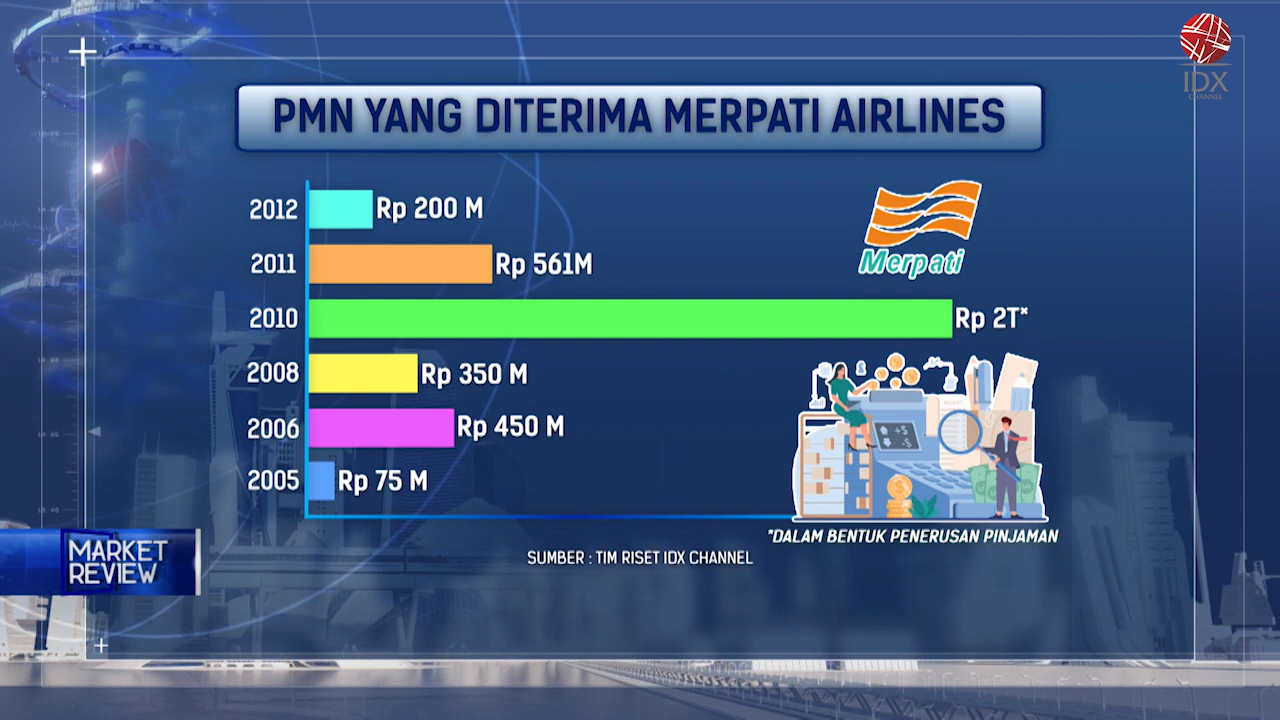 IDX
CHANNEL
PMN YANG DITERIMA MERPATI AIRLINES
2012 Rp 200 M
2011 Rp 561M
2010 Rp 2T*
2008 Rp 350 M
2006 Rp 450 M
2005 Rp 75 M
Merpati
*DALAM BENTUK PENERUSAN PINJAMAN
SUMBER : TIM RISET IDX CHANNEL
MARKET
REVIEW